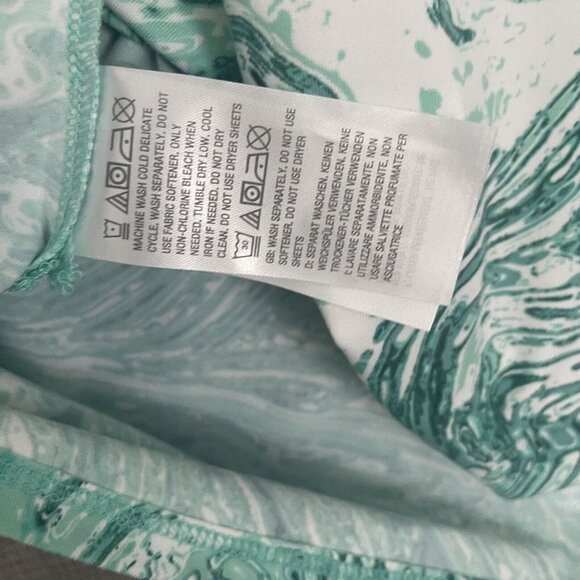 MACHINE WASH COLD DELICATE
CYCLE. WASH SEPARATELY. DO NOT
USE FABRIC SOFTENER, ONLY
NON-CHLORINE BLEACH WHEN
NEEDED, TUMBLE DRY LOW. COOL
IRON IF NEEDED. DO NOT DRY
CLEAN. DO NOT USE DRYER SHEETS
30
GB: WASH SEPARATELY. DO NOT USE
SOFTENER, DO NOT USE DRYER
SHEETS
D: SEPARAT WASCHEN, KEINEN
WEICHSPÜLER VERWENDEN, KEINE
TROCKENER-TÜCHER VERWENDEN
I: LAVARE SEPARATAMENTE. NON
UTILIZZARE AMMORBIDENTE. NON
USARE SALVIETTE PROFUMATE PER
ASCIUGATRICE